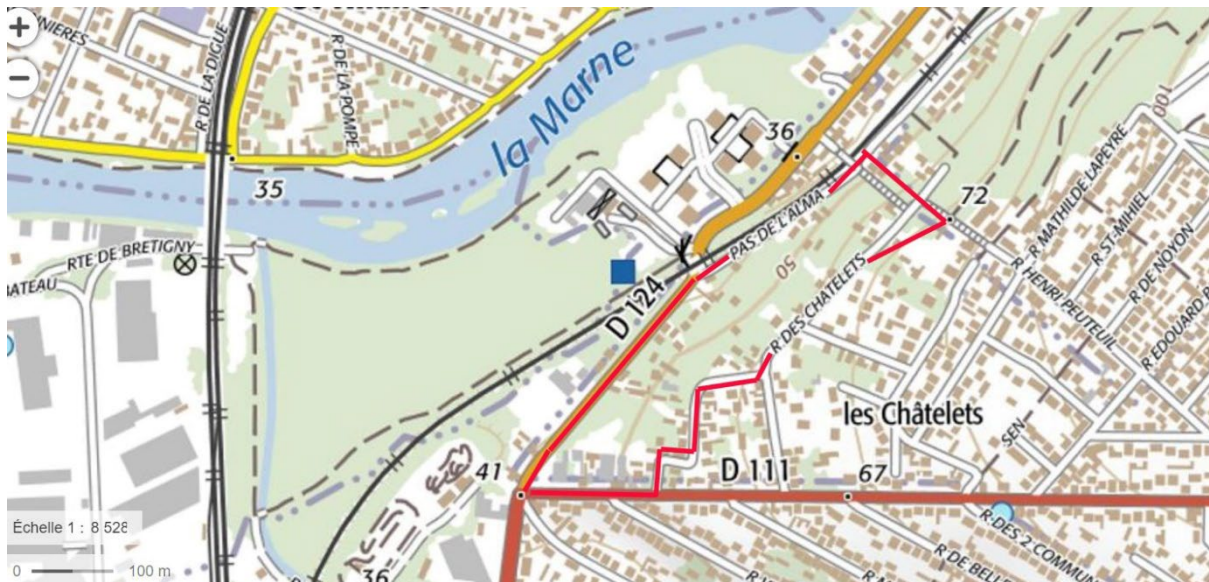 +
−
R DE LA DIGUE
R DE LA POMPE
la Marne
35
36
RTE DE BRETIGNY
D 124
PAS DE L'ALMA
50
72
100
R MATHILDE LAPEYRE
R ST-MIHIEL
R DE NOYON
R EDOUARD
R HENRI PEUTEUIL
R DES CHATELETS
les Châtelets
SEN
D 111
67
41
36
R DES 2 COMMUN
R DE BELLE
Échelle 1 : 8 528
0 100 m